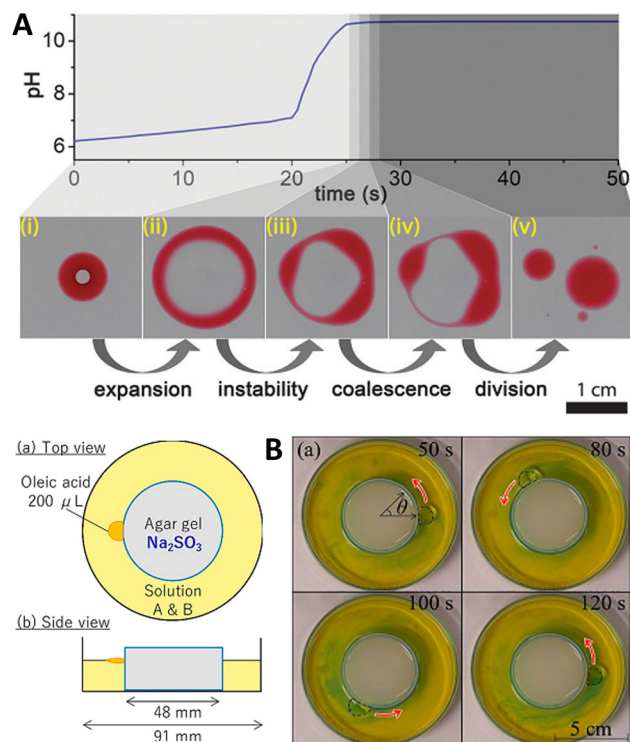 A
pH
10
8
6
0
10
20
30
40
50
time (s)
(i)
(ii)
(iii)
(iv)
(v)
expansion
instability
coalescence
division
1 cm
(a) Top view
Oleic acid
200 μL
Agar gel
Na₂SO₃
Solution
A & B
(b) Side view
48 mm
91 mm
B
(a)
50 s
θ
80 s
100 s
120 s
5 cm